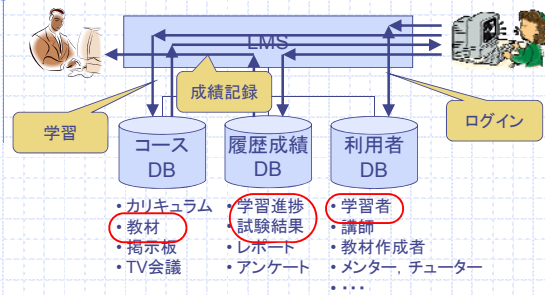 LMS
成績記録
学習
ログイン
コース
DB
履歴成績
DB
利用者
DB
• カリキュラム
• 教材
• 掲示板
• TV会議
• 学習進捗
• 試験結果
• レポート
• アンケート
• 学習者
• 講師
• 教材作成者
• メンター，チューター
• ・・・